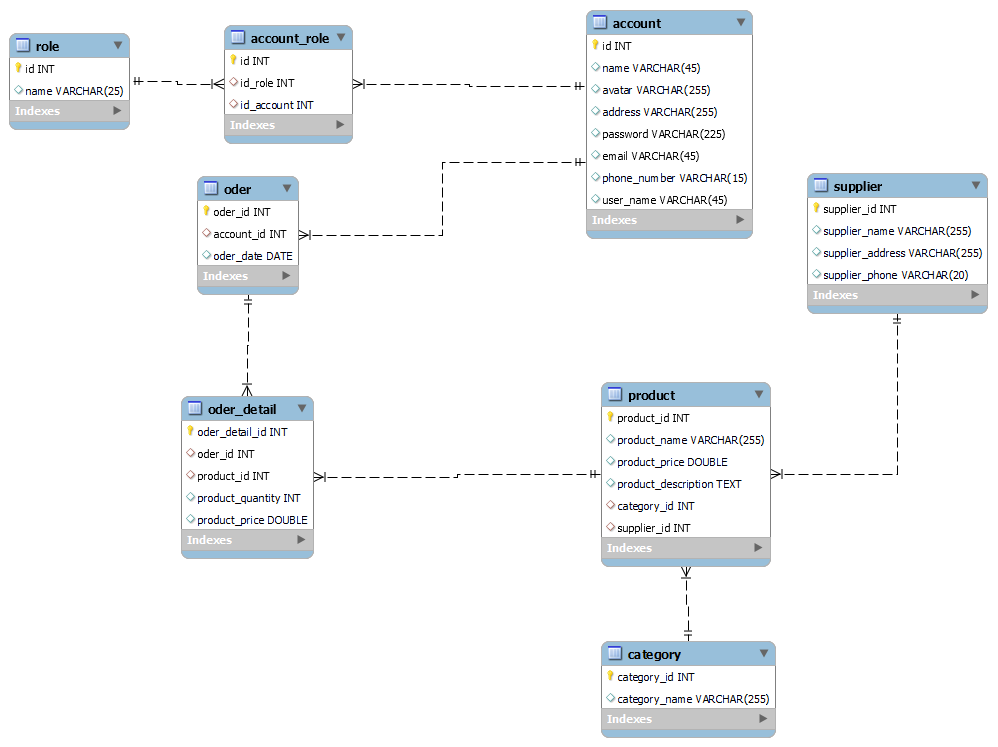 role
id INT
name VARCHAR(25)
Indexes
account_role
id INT
id_role INT
id_account INT
Indexes
account
id INT
name VARCHAR(45)
avatar VARCHAR(255)
address VARCHAR(255)
password VARCHAR(225)
email VARCHAR(45)
phone_number VARCHAR(15)
user_name VARCHAR(45)
Indexes
oder
oder_id INT
account_id INT
oder_date DATE
Indexes
supplier
supplier_id INT
supplier_name VARCHAR(255)
supplier_address VARCHAR(255)
supplier_phone VARCHAR(20)
Indexes
oder_detail
oder_detail_id INT
oder_id INT
product_id INT
product_quantity INT
product_price DOUBLE
Indexes
product
product_id INT
product_name VARCHAR(255)
product_price DOUBLE
product_description TEXT
category_id INT
supplier_id INT
Indexes
category
category_id INT
category_name VARCHAR(255)
Indexes